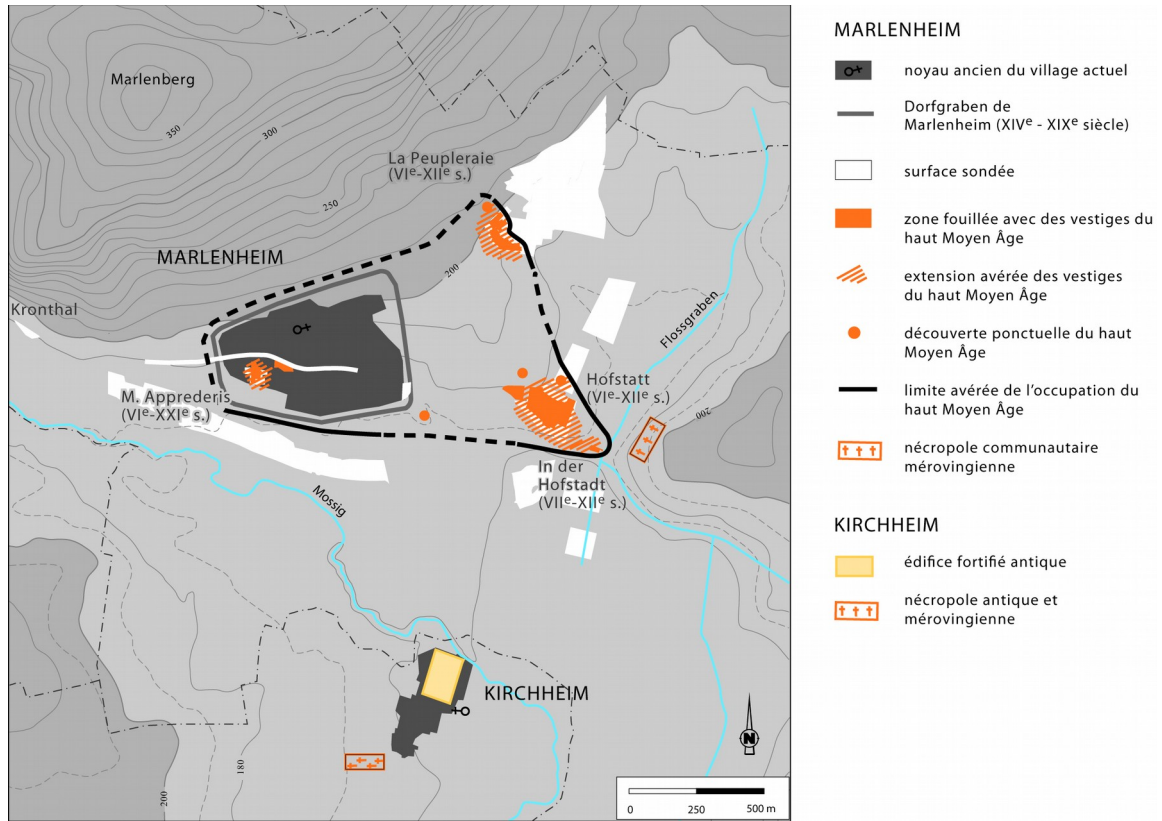 Marlenberg
350
300
250
La Peupleraie
(VIe-XIIe s.)
MARLENHEIM
200
Kronthal
Flossgraben
M. Apprederis
(VIe-XXIe s.)
Hofstatt
(VIe-XIIe s.)
200
In der
Hofstadt
(VIIe-XIIe s.)
Mossig
KIRCHHEIM
180
200
N
0 250 500 m
MARLENHEIM
noyau ancien du village actuel
Dorfgraben de
Marlenheim (XIVe - XIXe siècle)
surface sondée
zone fouillée avec des vestiges du
haut Moyen Âge
extension avérée des vestiges
du haut Moyen Âge
découverte ponctuelle du haut
Moyen Âge
limite avérée de l'occupation du
haut Moyen Âge
nécropole communautaire
mérovingienne
KIRCHHEIM
édifice fortifié antique
nécropole antique et
mérovingienne